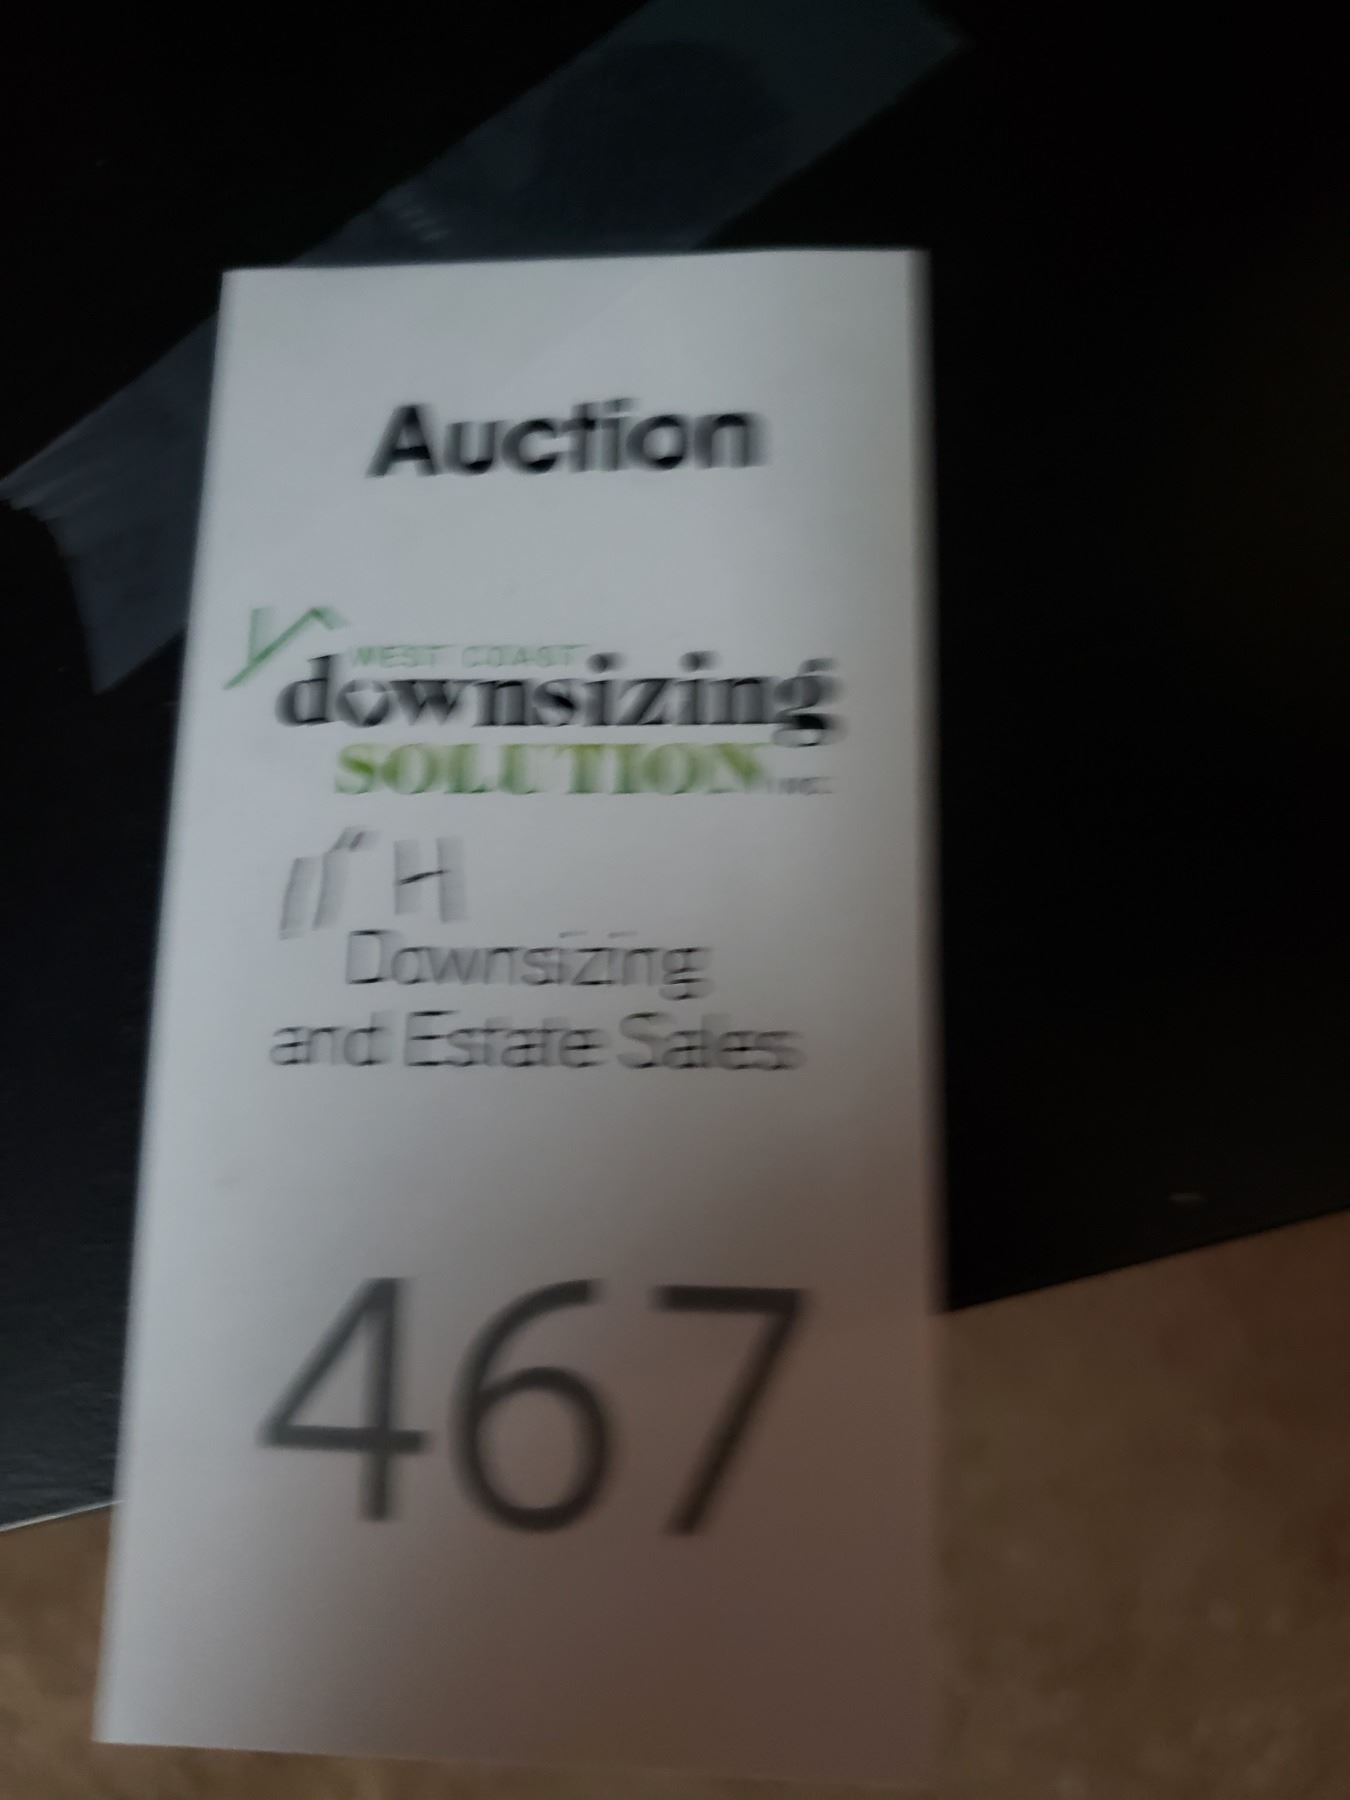 Auction
WEST COAST
downsizing
SOLUTION INC.
H
Downsizing
and Estate Sales
467